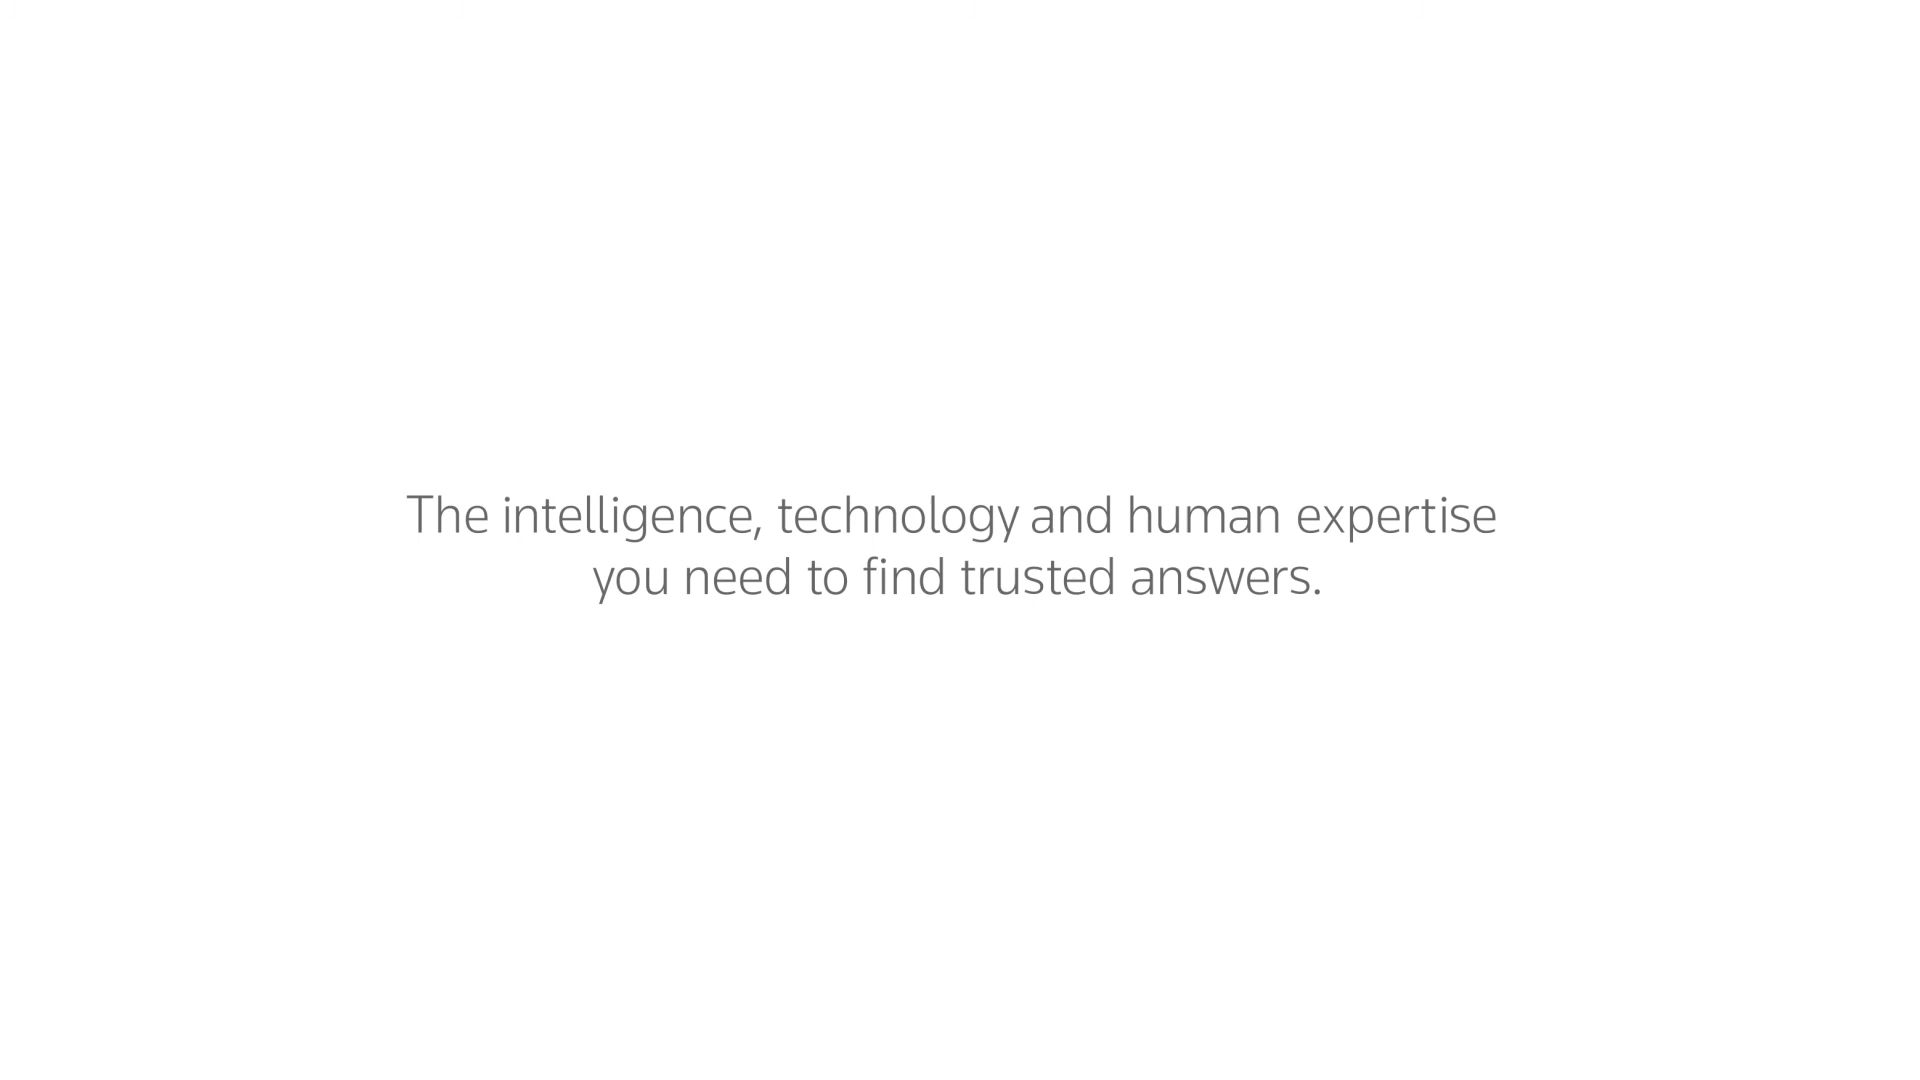 The intelligence, technology and human expertise
you need to find trusted answers.